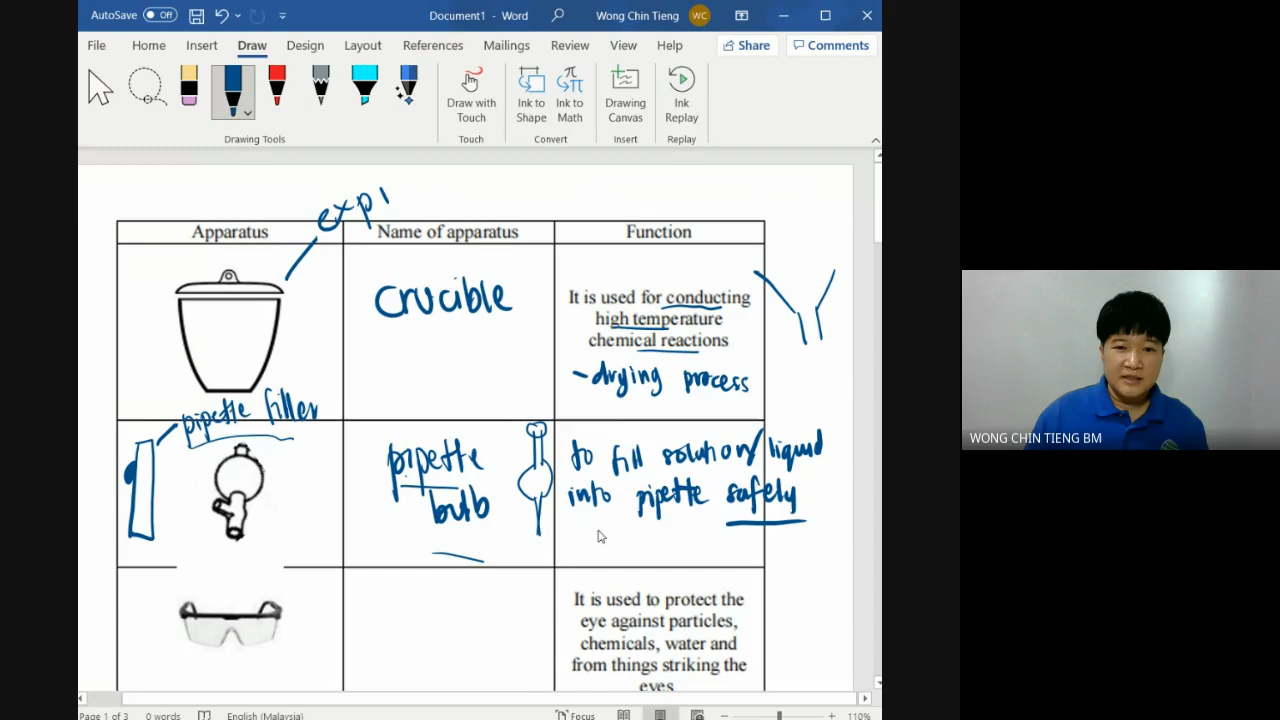 AutoSave Off Document1 - Word Wong Chin Tieng WC
File Home Insert Draw Design Layout References Mailings Review View Help Share Comments
Draw with Touch
Ink to Shape
Ink to Math
Drawing Canvas
Ink Replay
Drawing Tools Touch Convert Insert Replay
exp1
Apparatus Name of apparatus Function
crucible
It is used for conducting
high temperature
chemical reactions
- drying process
pipette filler
pipette
bulb
to fill solution/liquid
into pipette safely
It is used to protect the
eye against particles,
chemicals, water and
from things striking the
eyes
Page 1 of 3 0 words English (Malaysia) Focus 110%
WONG CHIN TIENG BM